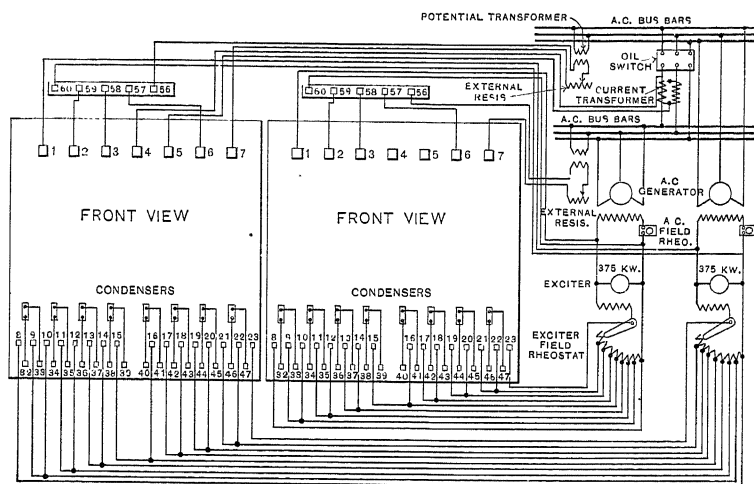 POTENTIAL TRANSFORMER
A.C. BUS BARS
OIL SWITCH
EXTERNAL RESIS
CURRENT TRANSFORMER
60 59 58 57 56
60 59 58 57 56
A.C. BUS BARS
1 2 3 4 5 6 7
1 2 3 4 5 6 7
A.C GENERATOR
FRONT VIEW
FRONT VIEW
EXTERNAL RESIS.
A.C. FIELD RHEO.
375 KW.
375 KW.
EXCITER
CONDENSERS
CONDENSERS
EXCITER FIELD RHEOSTAT
8 9 10 11 12 13 14 15 16 17 18 19 20 21 22 23
8 9 10 11 12 13 14 15 16 17 18 19 20 21 22 23
33 34 35 36 37 38 39 40 41 42 43 44 45 46 47
32 33 34 35 36 37 38 39 40 41 42 43 44 45 46 47